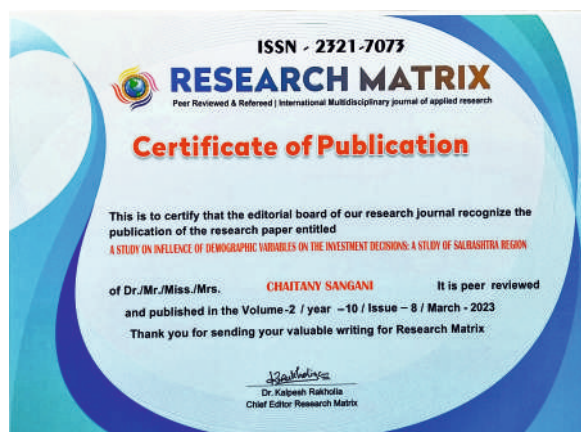 ISSN - 2321-7073
RESEARCH MATRIX
Peer Reviewed & Refereed | International Multidisciplinary journal of applied research
Certificate of Publication
This is to certify that the editorial board of our research journal recognize the
publication of the research paper entitled
A STUDY ON INFLUENCE OF DEMOGRAPHIC VARIABLES ON THE INVESTMENT DECISIONS: A STUDY OF SAURASHTRA REGION
of Dr./Mr./Miss./Mrs. CHAITANY SANGANI It is peer reviewed
and published in the Volume-2 / year –10 / Issue – 8 / March - 2023
Thank you for sending your valuable writing for Research Matrix
Dr. Kalpesh Rakholia
Chief Editor Research Matrix